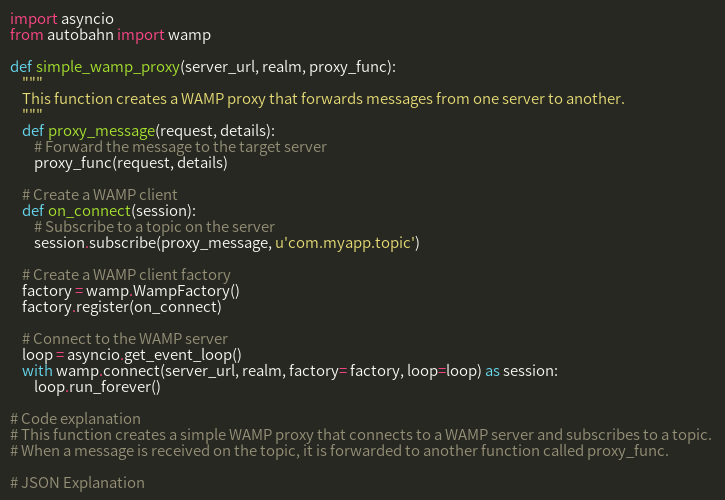 import asyncio
from autobahn import wamp
def simple_wamp_proxy(server_url, realm, proxy_func):
"""
This function creates a WAMP proxy that forwards messages from one server to another.
"""
def proxy_message(request, details):
# Forward the message to the target server
proxy_func(request, details)
# Create a WAMP client
def on_connect(session):
# Subscribe to a topic on the server
session.subscribe(proxy_message, u'com.myapp.topic')
# Create a WAMP client factory
factory = wamp.WampFactory()
factory.register(on_connect)
# Connect to the WAMP server
loop = asyncio.get_event_loop()
with wamp.connect(server_url, realm, factory= factory, loop=loop) as session:
loop.run_forever()
# Code explanation
# This function creates a simple WAMP proxy that connects to a WAMP server and subscribes to a topic.
# When a message is received on the topic, it is forwarded to another function called proxy_func.
# JSON Explanation